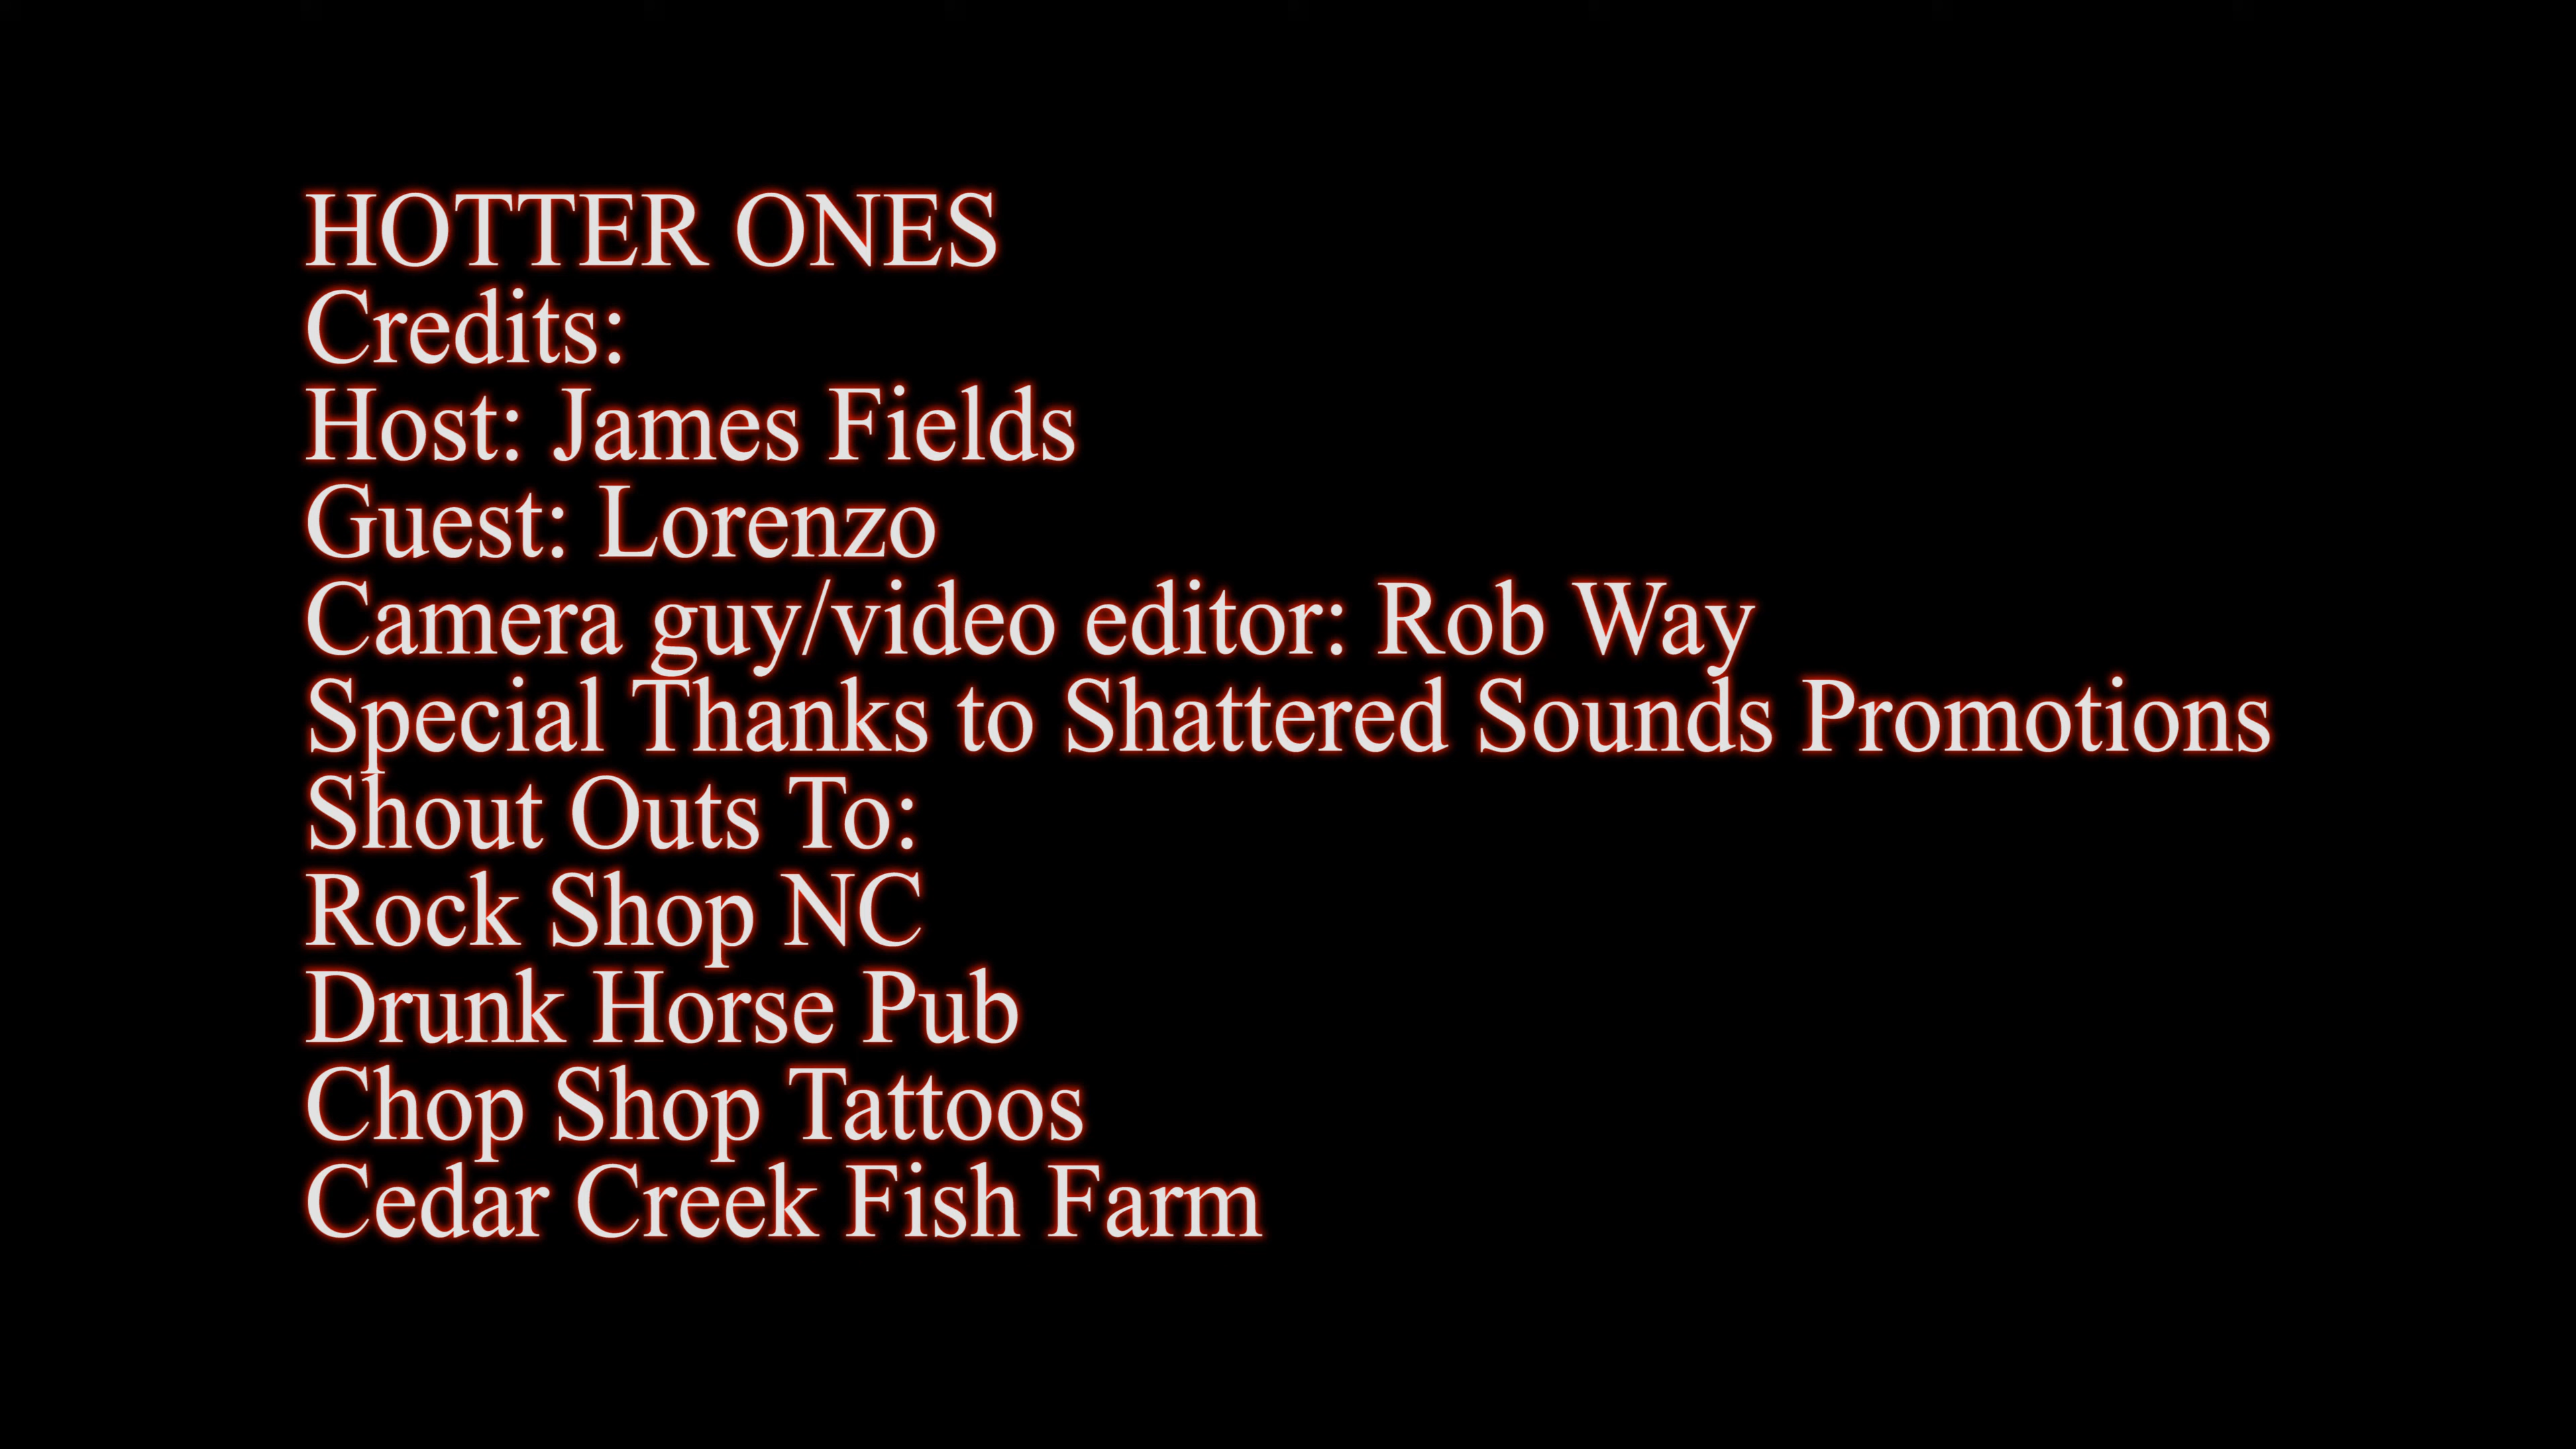 HOTTER ONES
Credits:
Host: James Fields
Guest: Lorenzo
Camera guy/video editor: Rob Way
Special Thanks to Shattered Sounds Promotions
Shout Outs To:
Rock Shop NC
Drunk Horse Pub
Chop Shop Tattoos
Cedar Creek Fish Farm